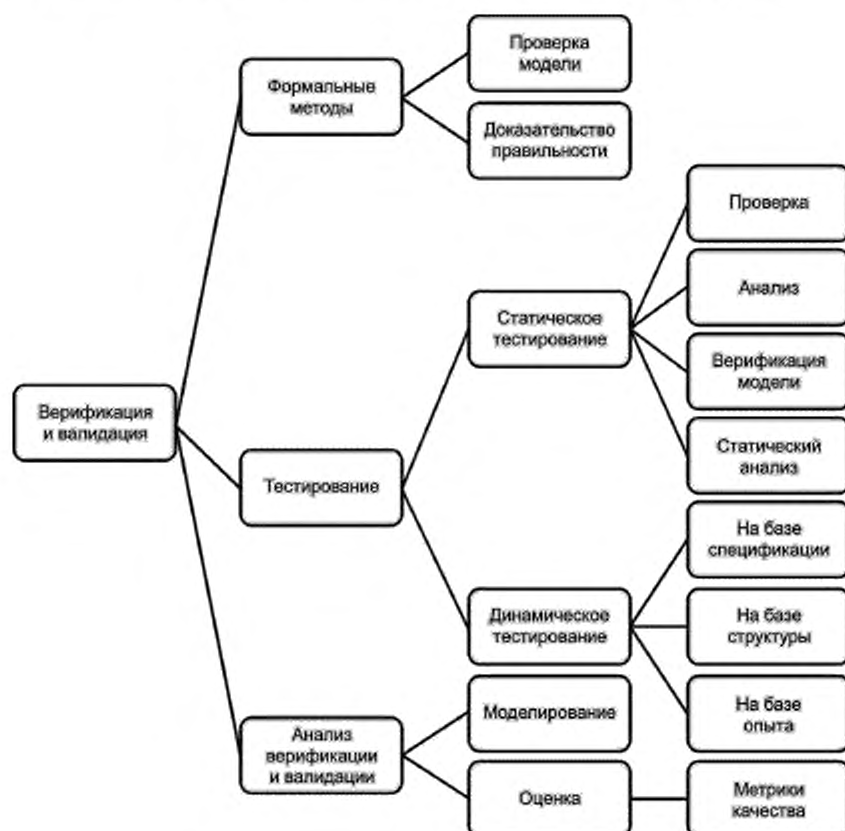 Проверка
модели
Формальные
методы
Доказательство
правильности
Проверка
Анализ
Статическое
тестирование
Верификация
модели
Верификация
и валидация
Статический
анализ
Тестирование
На базе
спецификации
Динамическое
тестирование
На базе
структуры
Моделирование
На базе
опыта
Анализ
верификации
и валидации
Оценка
Метрики
качества